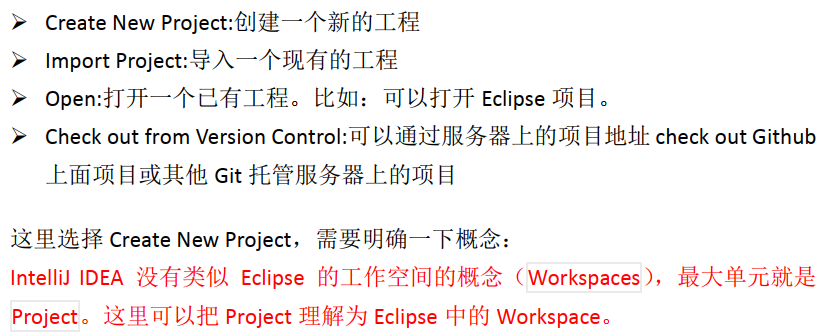 ➢ Create New Project:创建一个新的工程
➢ Import Project:导入一个现有的工程
➢ Open:打开一个已有工程。比如：可以打开 Eclipse 项目。
➢ Check out from Version Control:可以通过服务器上的项目地址 check out Github
上面项目或其他 Git 托管服务器上的项目
这里选择 Create New Project，需要明确一下概念：
IntelliJ IDEA 没有类似 Eclipse 的工作空间的概念（Workspaces），最大单元就是
Project。这里可以把 Project 理解为 Eclipse 中的 Workspace。